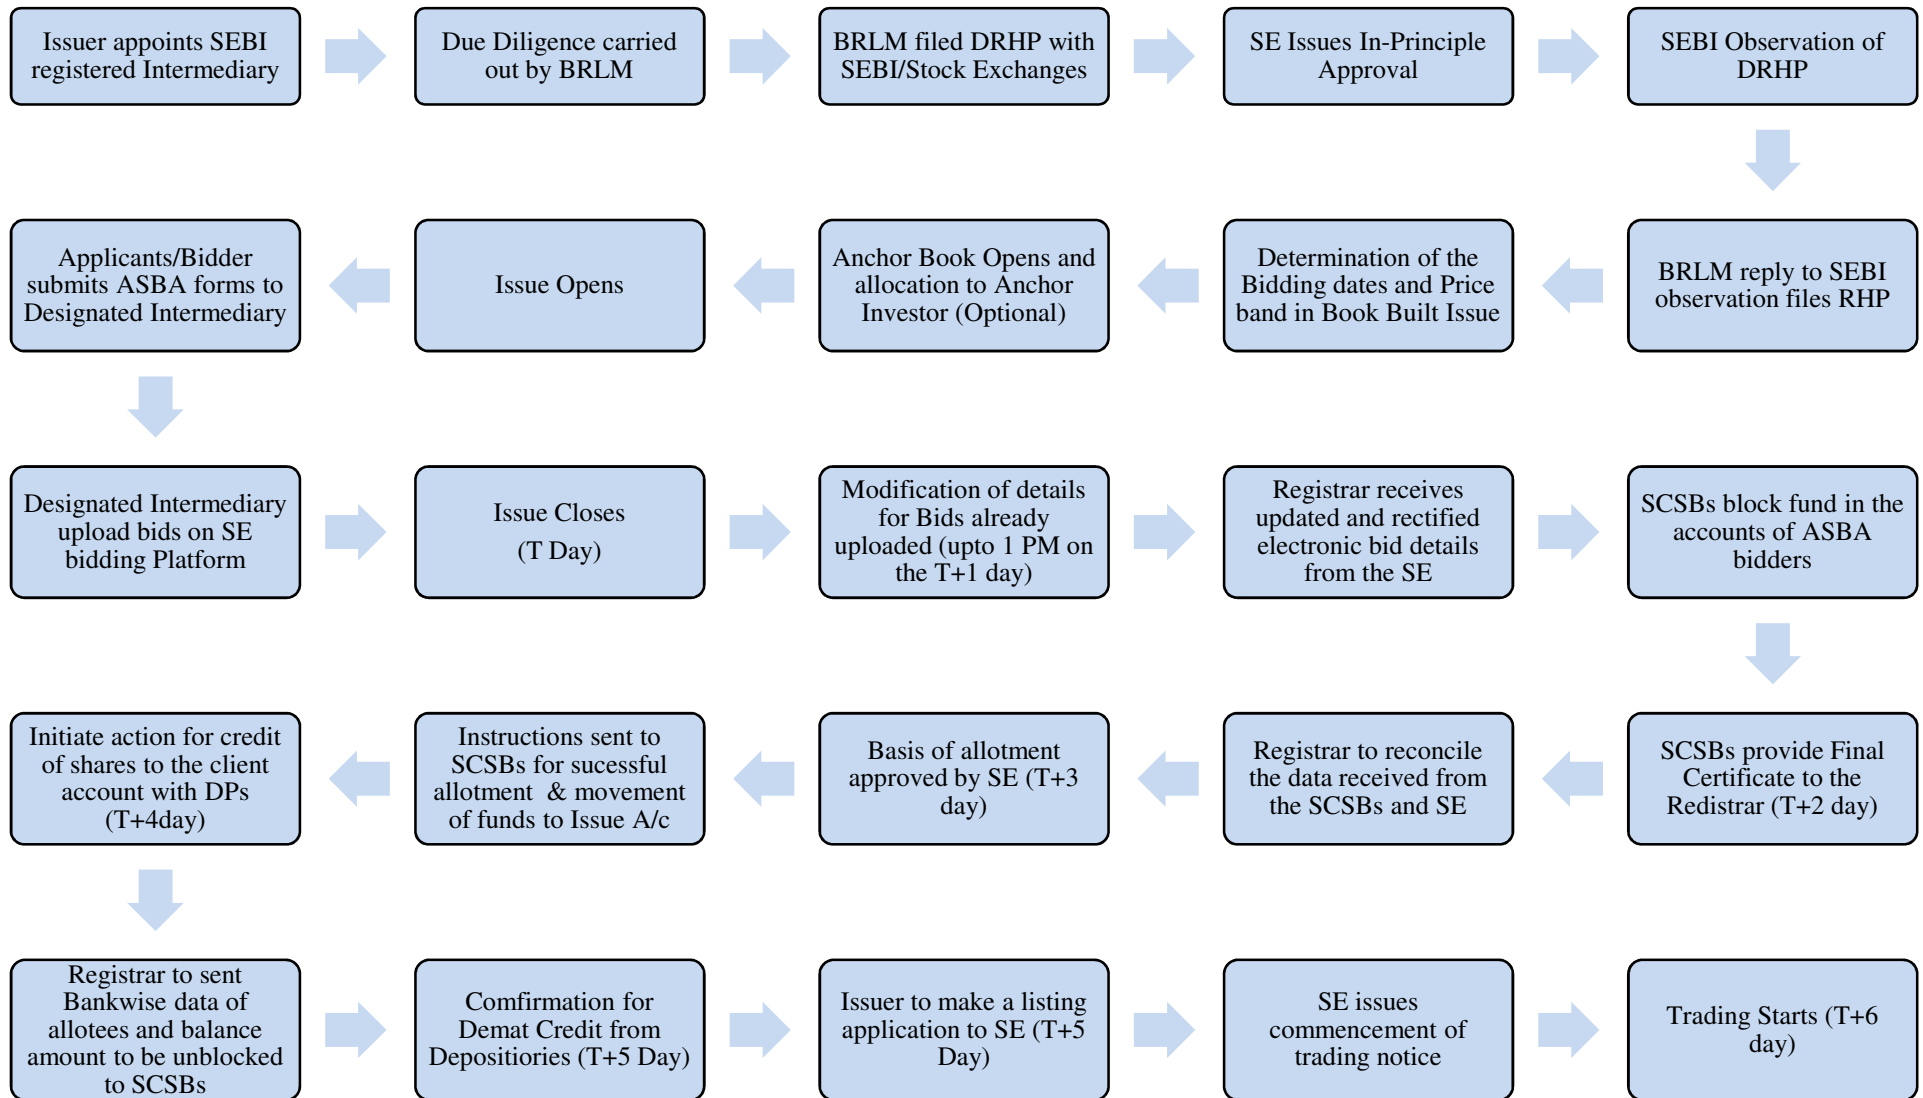 Issuer appoints SEBI
registered Intermediary
Due Diligence carried
out by BRLM
BRLM filed DRHP with
SEBI/Stock Exchanges
SE Issues In-Principle
Approval
SEBI Observation of
DRHP
BRLM reply to SEBI
observation files RHP
Determination of the
Bidding dates and Price
band in Book Built Issue
Anchor Book Opens and
allocation to Anchor
Investor (Optional)
Issue Opens
Applicants/Bidder
submits ASBA forms to
Designated Intermediary
Designated Intermediary
upload bids on SE
bidding Platform
Issue Closes
(T Day)
Modification of details
for Bids already
uploaded (upto 1 PM on
the T+1 day)
Registrar receives
updated and rectified
electronic bid details
from the SE
SCSBs block fund in the
accounts of ASBA
bidders
SCSBs provide Final
Certificate to the
Redistrar (T+2 day)
Registrar to reconcile
the data received from
the SCSBs and SE
Basis of allotment
approved by SE (T+3
day)
Instructions sent to
SCSBs for sucessful
allotment & movement
of funds to Issue A/c
Initiate action for credit
of shares to the client
account with DPs
(T+4day)
Registrar to sent
Bankwise data of
allotees and balance
amount to be unblocked
to SCSBs
Comfirmation for
Demat Credit from
Depositiories (T+5 Day)
Issuer to make a listing
application to SE (T+5
Day)
SE issues
commencement of
trading notice
Trading Starts (T+6
day)